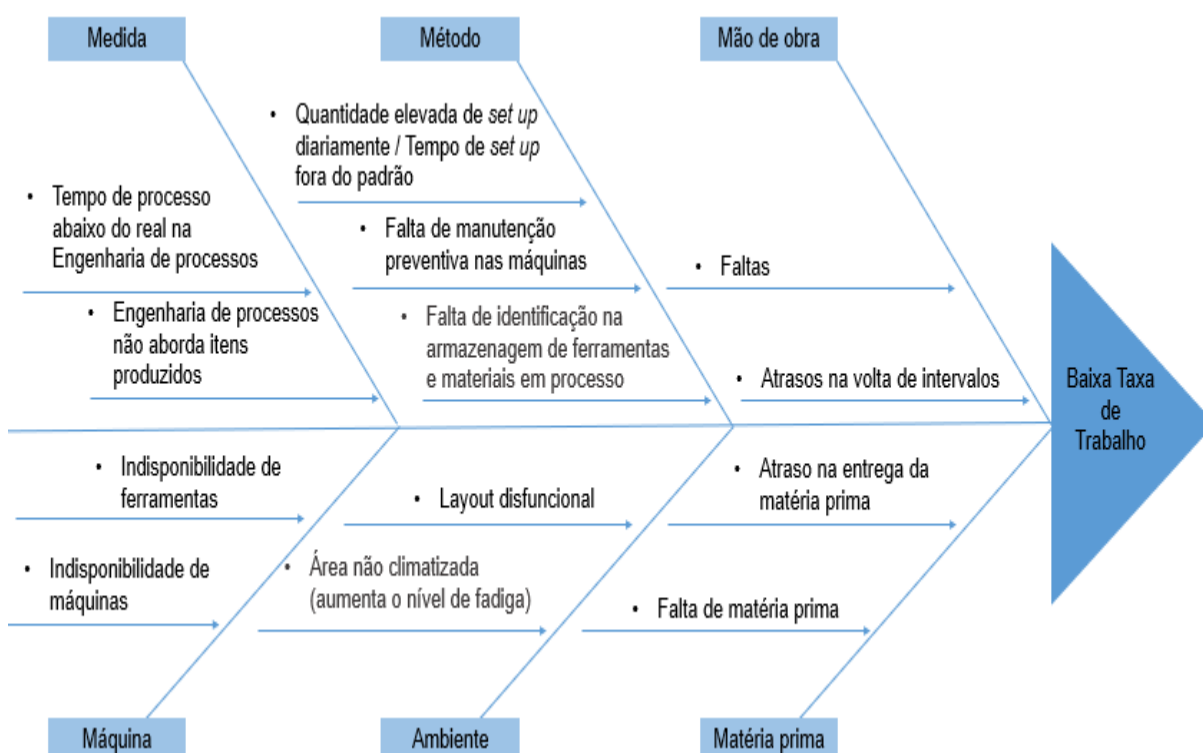 Medida
Método
Mão de obra
• Quantidade elevada de set up
diariamente / Tempo de set up
fora do padrão
• Tempo de processo
abaixo do real na
Engenharia de processos
• Falta de manutenção
preventiva nas máquinas
• Faltas
• Engenharia de processos
não aborda itens
produzidos
• Falta de identificação na
armazenagem de ferramentas
e materiais em processo
• Atrasos na volta de intervalos
Baixa Taxa
de
Trabalho
• Indisponibilidade de
ferramentas
• Layout disfuncional
• Atraso na entrega da
matéria prima
• Indisponibilidade de
máquinas
• Área não climatizada
(aumenta o nível de fadiga)
• Falta de matéria prima
Máquina
Ambiente
Matéria prima